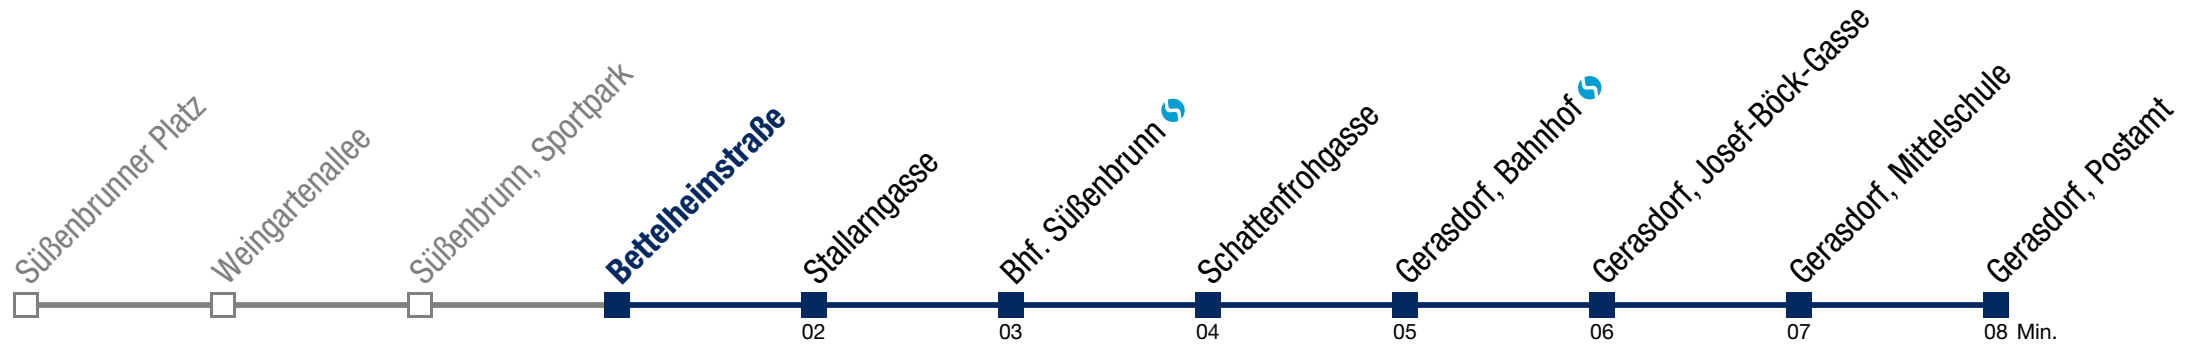 Süßenbrunner Platz
Weingartenallee
Süßenbrunn, Sportpark
Bettelheimstraße
Stallarngasse
Bhf. Süßenbrunn
Schattenfrohgasse
Gerasdorf, Bahnhof
Gerasdorf, Josef-Böck-Gasse
Gerasdorf, Mittelschule
Gerasdorf, Postamt
02 03 04 05 06 07 08 Min.